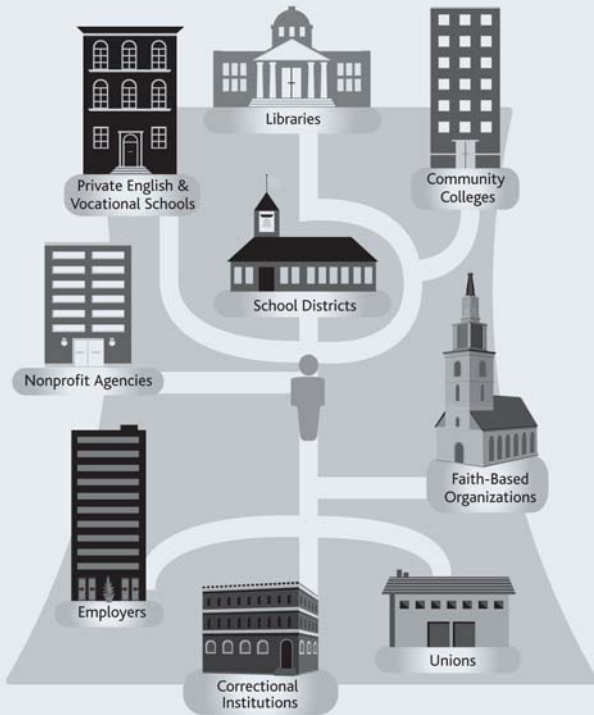 Libraries
Private English &
Vocational Schools
Community
Colleges
School Districts
Nonprofit Agencies
Faith-Based
Organizations
Employers
Unions
Correctional
Institutions